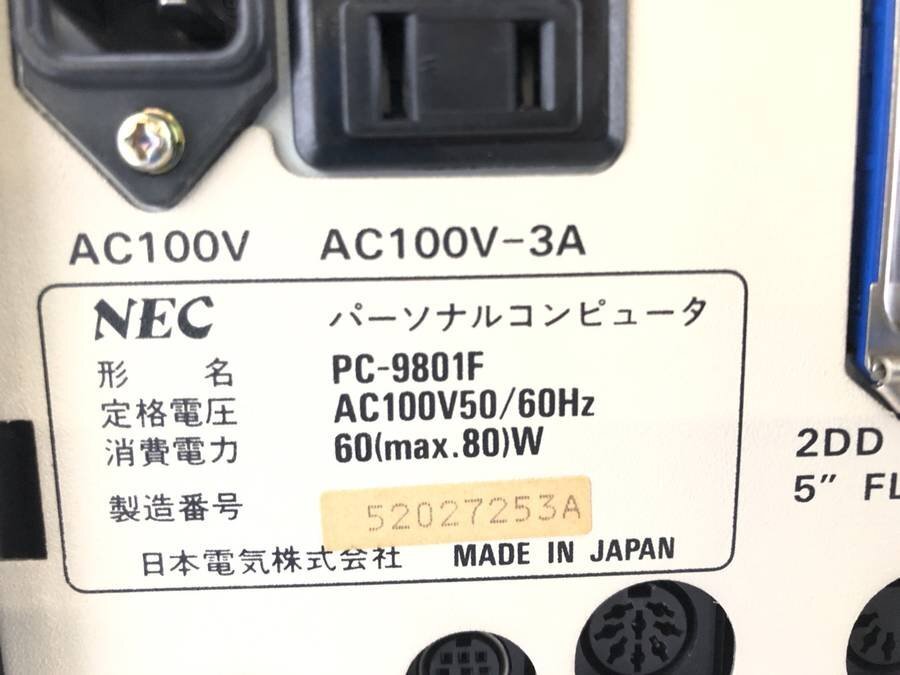 AC100V AC100V-3A
NEC パーソナルコンピュータ
形 名 PC-9801F
定格電圧 AC100V50/60Hz
消費電力 60(max.80)W
製造番号 52027253A
日本電気株式会社 MADE IN JAPAN
2DD
5″ FL